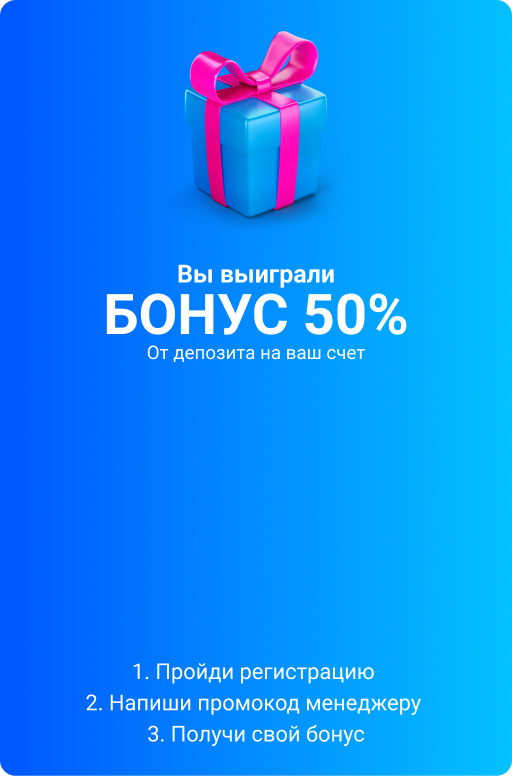 Вы выиграли
БОНУС 50%
От депозита на ваш счет
1. Пройди регистрацию
2. Напиши промокод менеджеру
3. Получи свой бонус